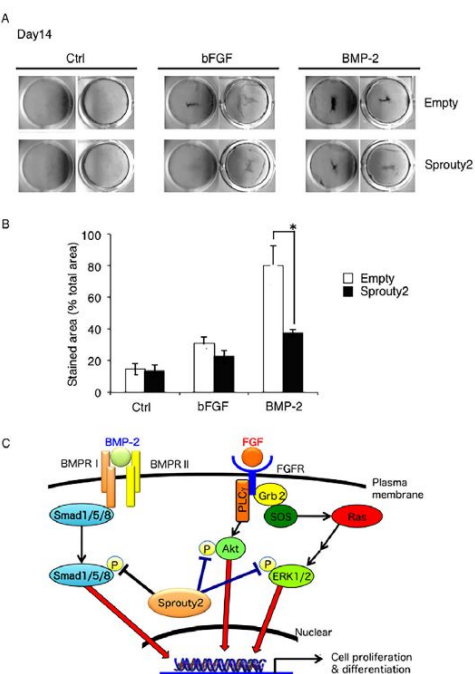 A
Day14
Ctrl
bFGF
BMP-2
Empty
Sprouty2
B
Stained area (% total area)
100
80
60
40
20
0
*
Empty
Sprouty2
Ctrl
bFGF
BMP-2
C
BMP-2
FGF
BMPR I
BMPR II
FGFR
Plasma
membrane
PLCγ
Grb2
Smad1/5/8
SOS
Ras
P
Akt
P
P
Smad1/5/8
ERK1/2
Sprouty2
Nuclear
Cell proliferation
& differentiation